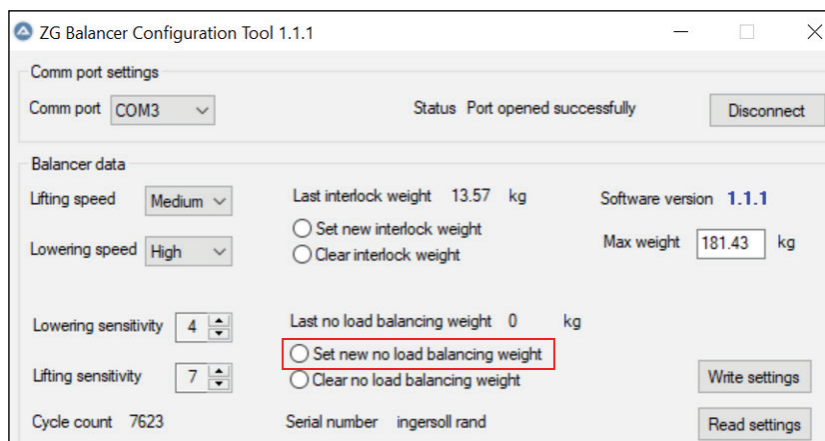 ZG Balancer Configuration Tool 1.1.1
Comm port settings
Comm port COM3 Status Port opened successfully Disconnect
Balancer data
Lifting speed Medium Last interlock weight 13.57 kg Software version 1.1.1
Set new interlock weight
Lowering speed High Clear interlock weight Max weight 181.43 kg
Lowering sensitivity 4 Last no load balancing weight 0 kg
Set new no load balancing weight
Lifting sensitivity 7 Clear no load balancing weight Write settings
Cycle count 7623 Serial number ingersoll rand Read settings